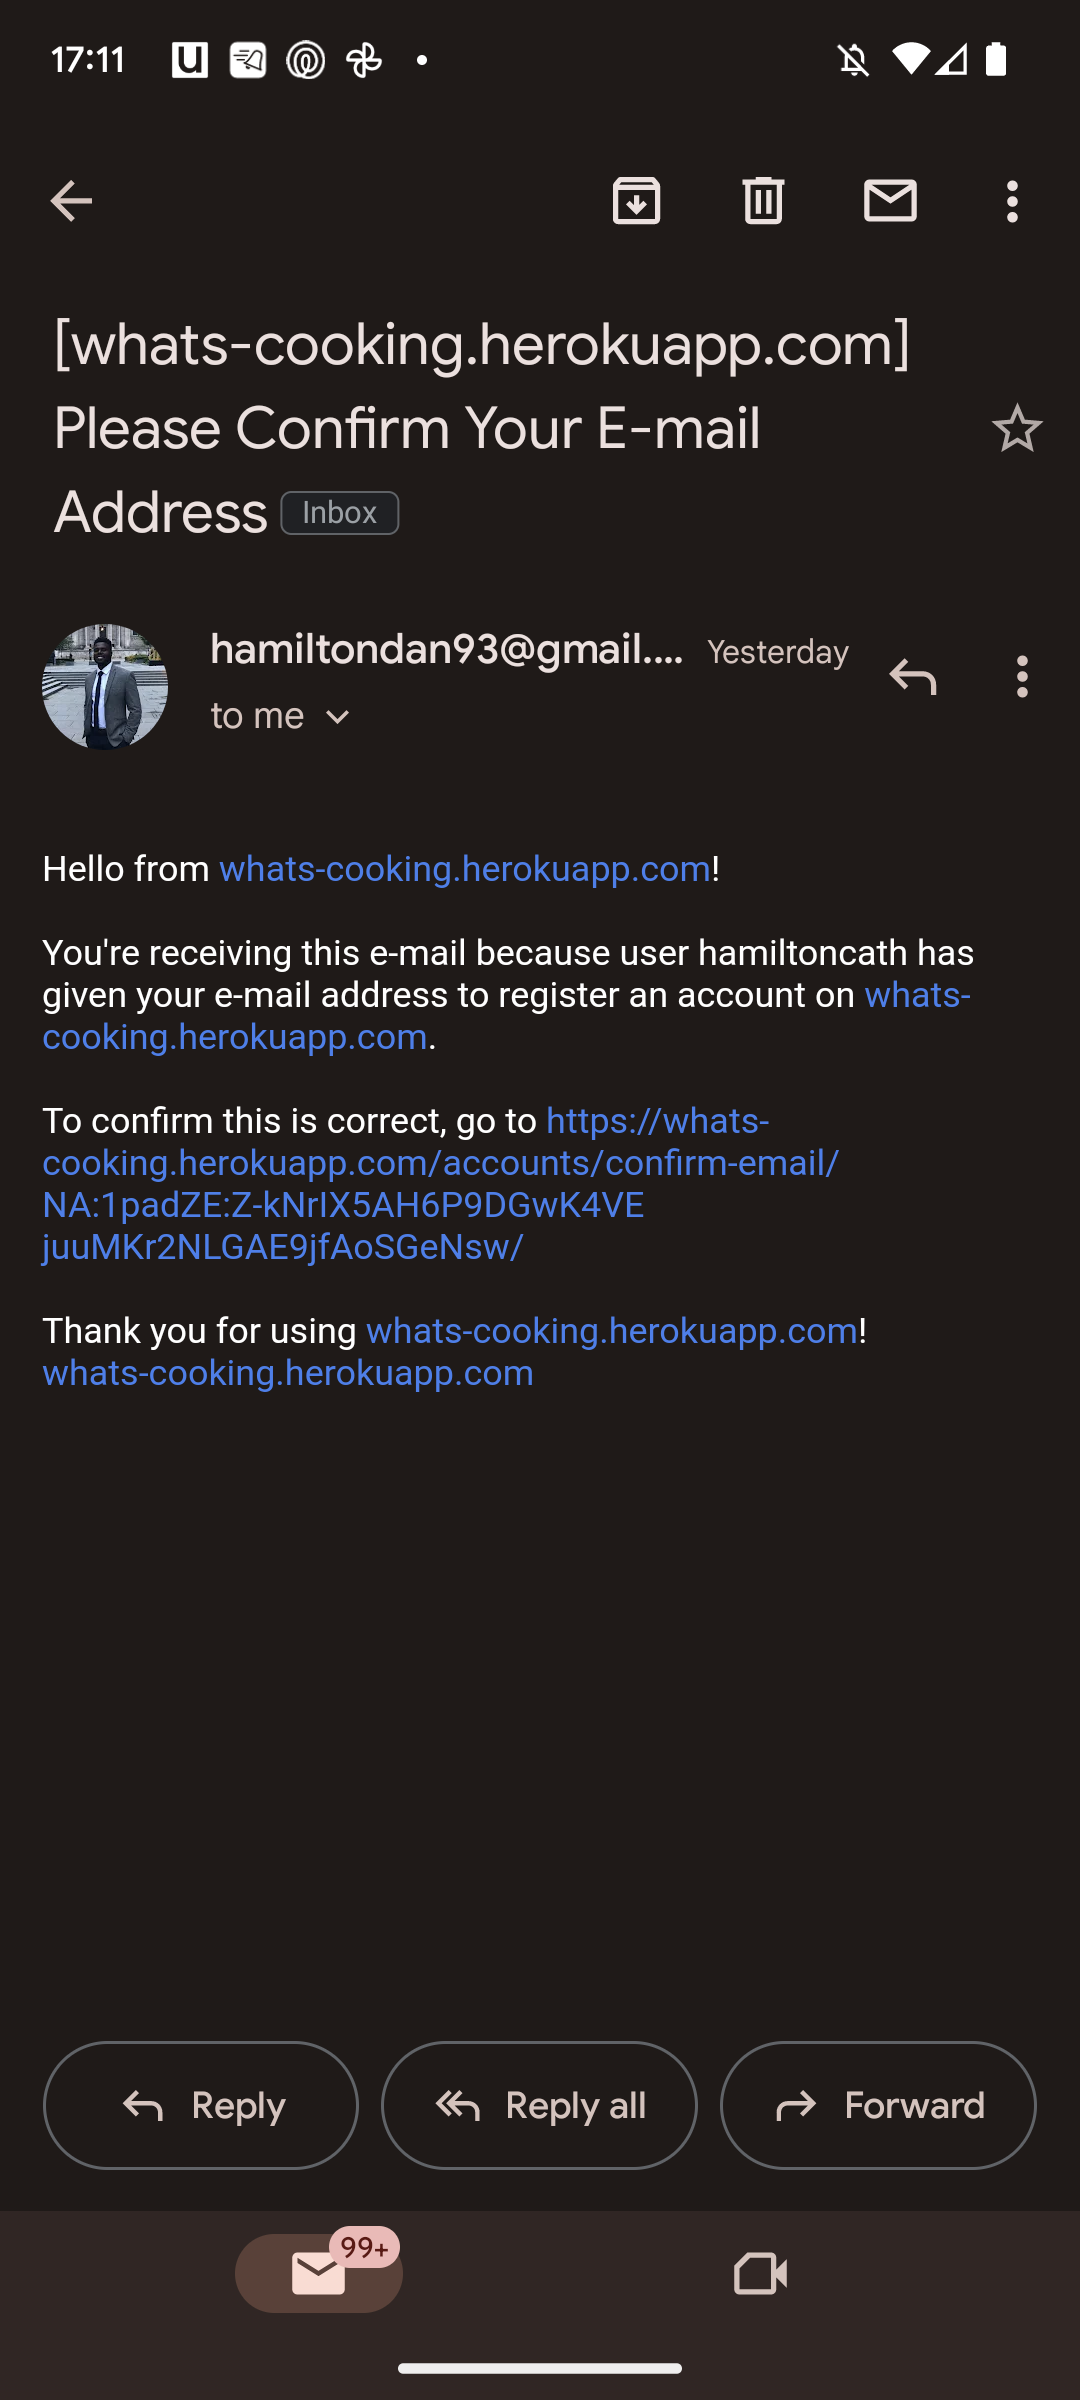 17:11
[whats-cooking.herokuapp.com]
Please Confirm Your E-mail
Address Inbox
hamiltondan93@gmail.... Yesterday
to me
Hello from whats-cooking.herokuapp.com!
You're receiving this e-mail because user hamiltoncath has
given your e-mail address to register an account on whats-
cooking.herokuapp.com.
To confirm this is correct, go to https://whats-
cooking.herokuapp.com/accounts/confirm-email/
NA:1padZE:Z-kNrIX5AH6P9DGwK4VE
juuMKr2NLGAE9jfAoSGeNsw/
Thank you for using whats-cooking.herokuapp.com!
whats-cooking.herokuapp.com
Reply Reply all Forward
99+